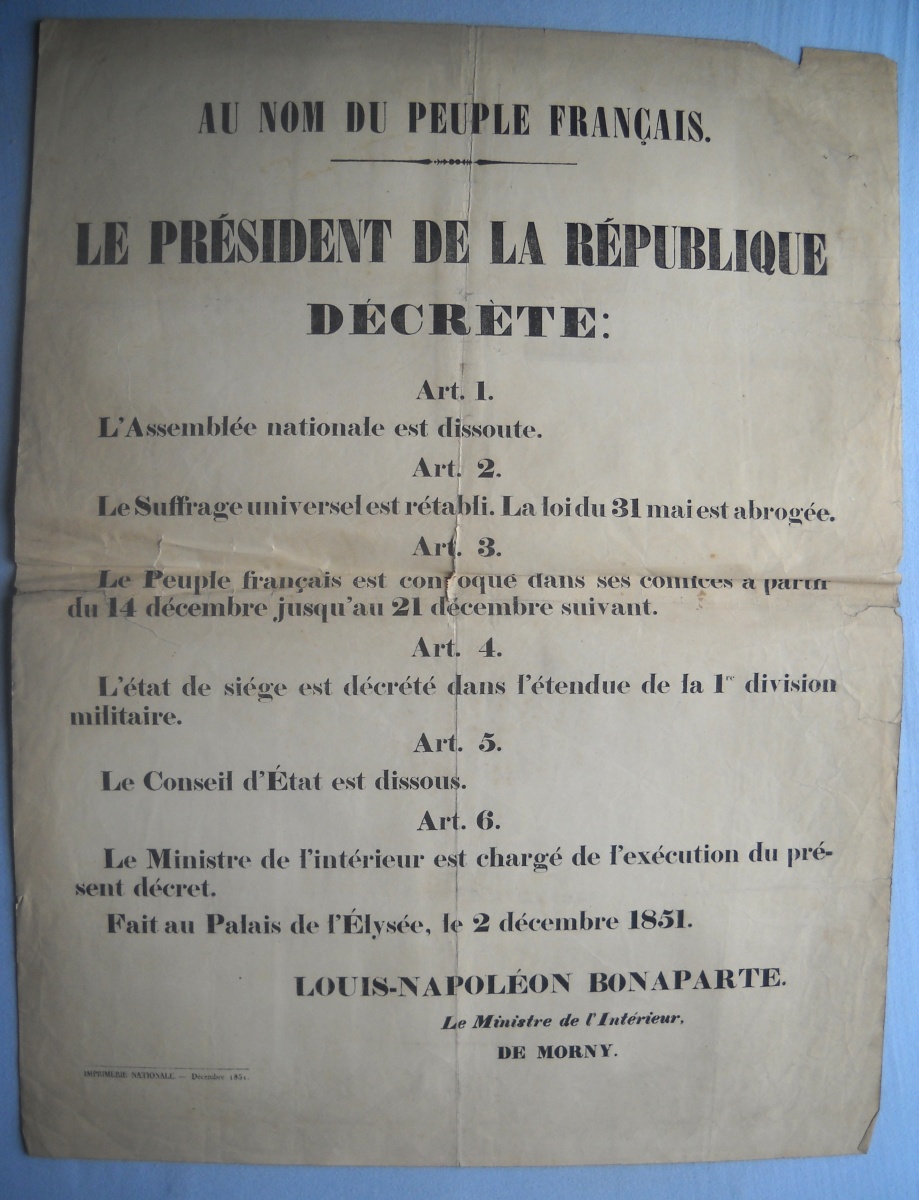 AU NOM DU PEUPLE FRANÇAIS.
LE PRÉSIDENT DE LA RÉPUBLIQUE
DÉCRÈTE:
Art. 1.
L'Assemblée nationale est dissoute.
Art. 2.
Le Suffrage universel est rétabli. La loi du 31 mai est abrogée.
Art. 3.
Le Peuple français est convoqué dans ses comices à partir
du 14 décembre jusqu'au 21 décembre suivant.
Art. 4.
L'état de siége est décrété dans l'étendue de la 1re division
militaire.
Art. 5.
Le Conseil d'État est dissous.
Art. 6.
Le Ministre de l'intérieur est chargé de l'exécution du pré-
sent décret.
Fait au Palais de l'Élysée, le 2 décembre 1851.
LOUIS-NAPOLÉON BONAPARTE.
Le Ministre de l'Intérieur,
DE MORNY.
IMPRIMERIE NATIONALE. — Décembre 1851.